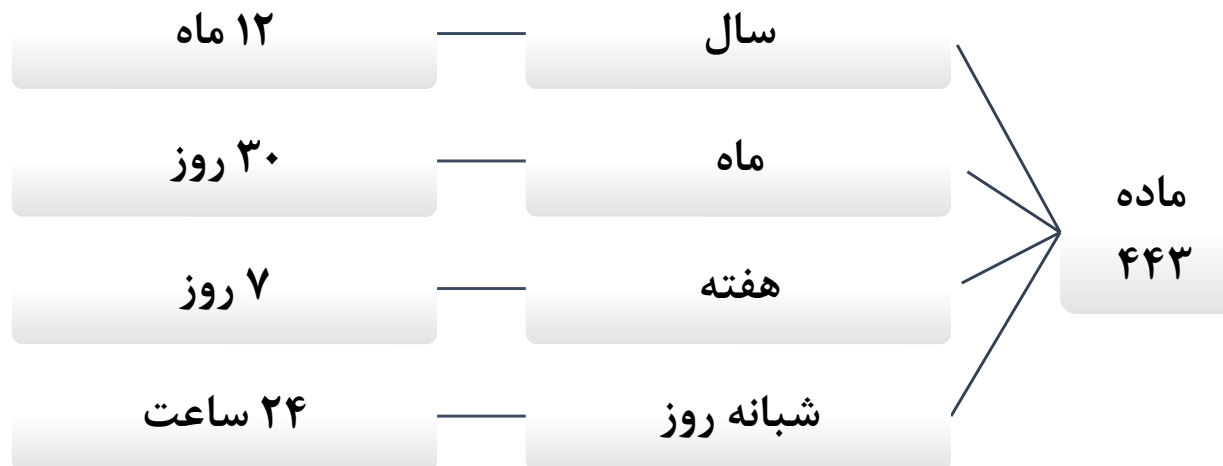 ماده
۴۴۳
سال
۱۲ ماه
ماه
۳۰ روز
هفته
۷ روز
شبانه روز
۲۴ ساعت